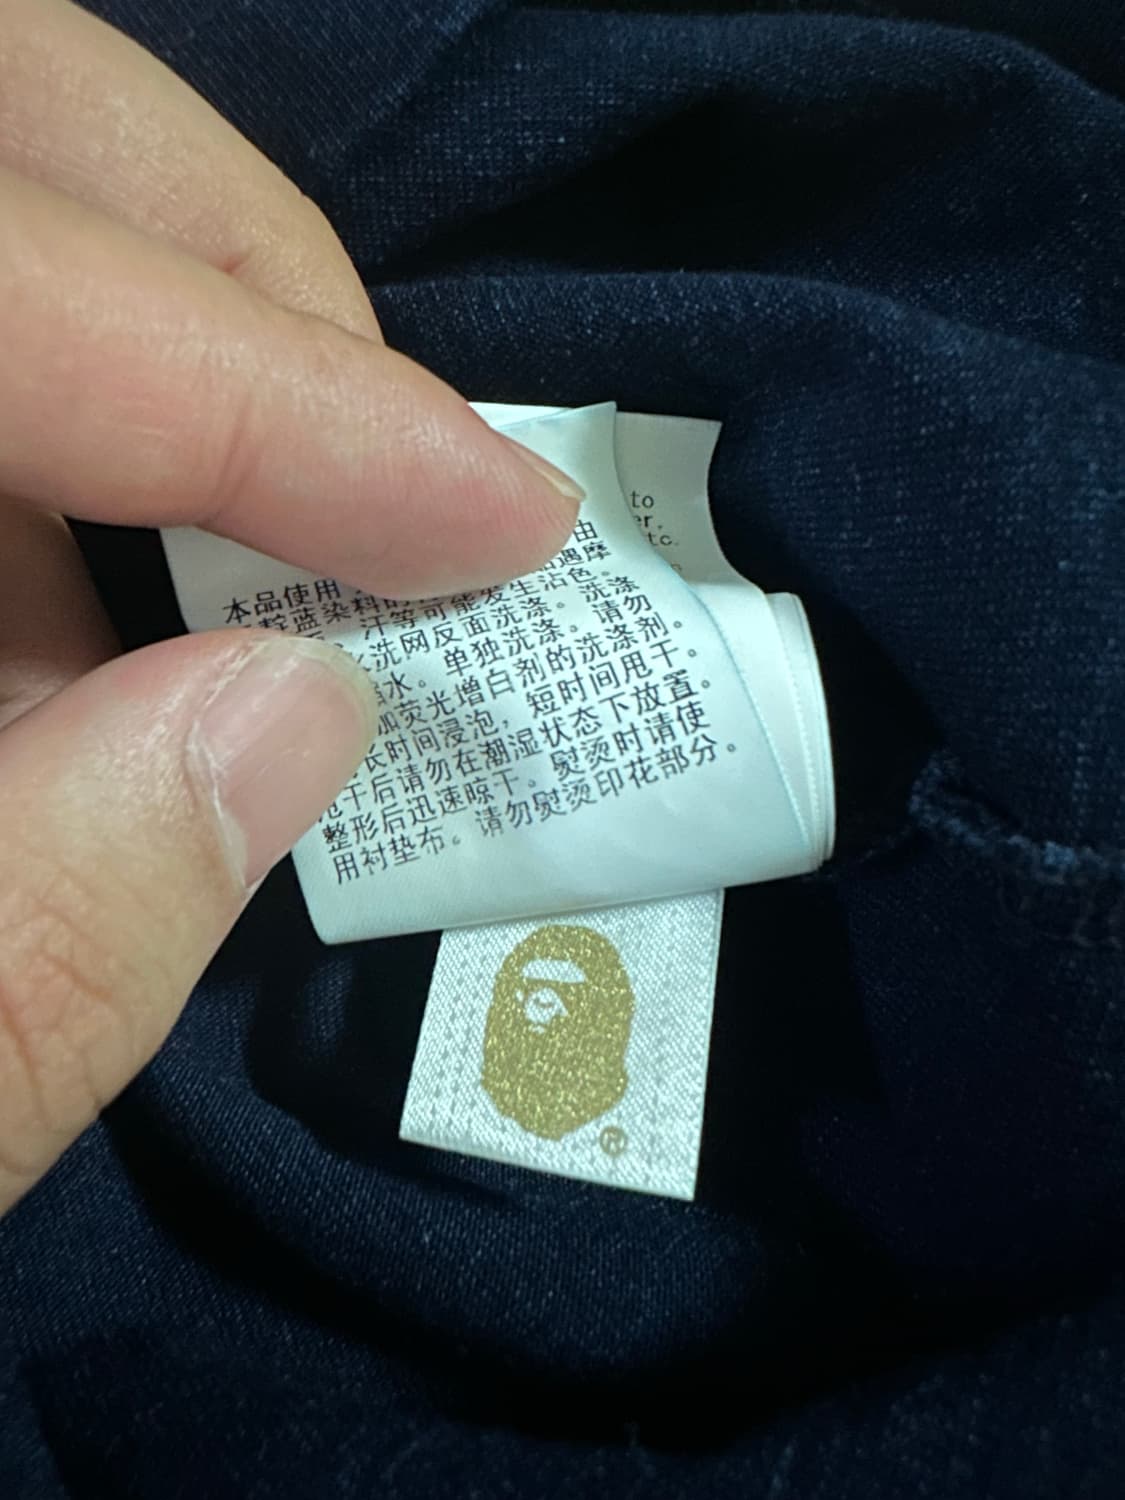 to
er,
tc.
由
本品使用
靛蓝染料的 遇摩
汗等可能发生沾色。
洗网反面洗涤。洗涤
水。单独洗涤。请勿
加荧光增白剂的洗涤剂。
长时间浸泡，短时间甩干。
干后请勿在潮湿状态下放置。
整形后迅速晾干。熨烫时请使
用衬垫布。请勿熨烫印花部分。
®